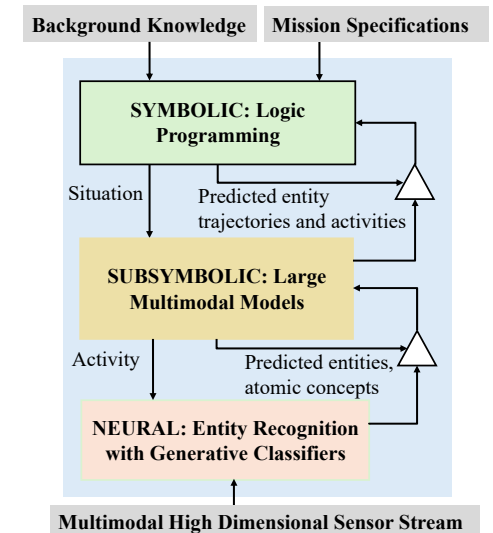 Background Knowledge
Mission Specifications
SYMBOLIC: Logic
Programming
Situation
Predicted entity
trajectories and activities
SUBSYMBOLIC: Large
Multimodal Models
Activity
Predicted entities,
atomic concepts
NEURAL: Entity Recognition
with Generative Classifiers
Multimodal High Dimensional Sensor Stream